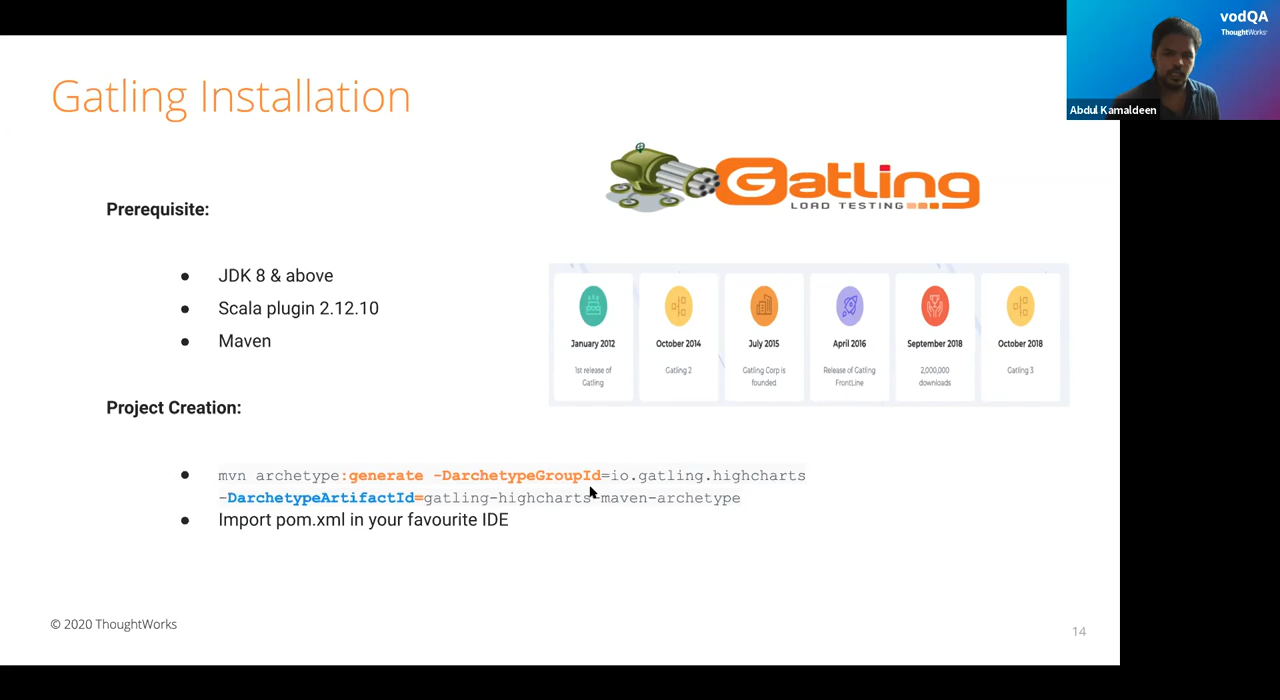 vodQA
ThoughtWorks
Abdul Kamaldeen
Gatling Installation
Gatling
LOAD TESTING
Prerequisite:
● JDK 8 & above
● Scala plugin 2.12.10
● Maven
January 2012
1st release of
Gatling
October 2014
Gatling 2
July 2015
Gatling Corp is
founded
April 2016
Release of Gatling
FrontLine
September 2018
2,000,000
downloads
October 2018
Gatling 3
Project Creation:
● mvn archetype:generate -DarchetypeGroupId=io.gatling.highcharts
-DarchetypeArtifactId=gatling-highcharts-maven-archetype
● Import pom.xml in your favourite IDE
© 2020 ThoughtWorks
14